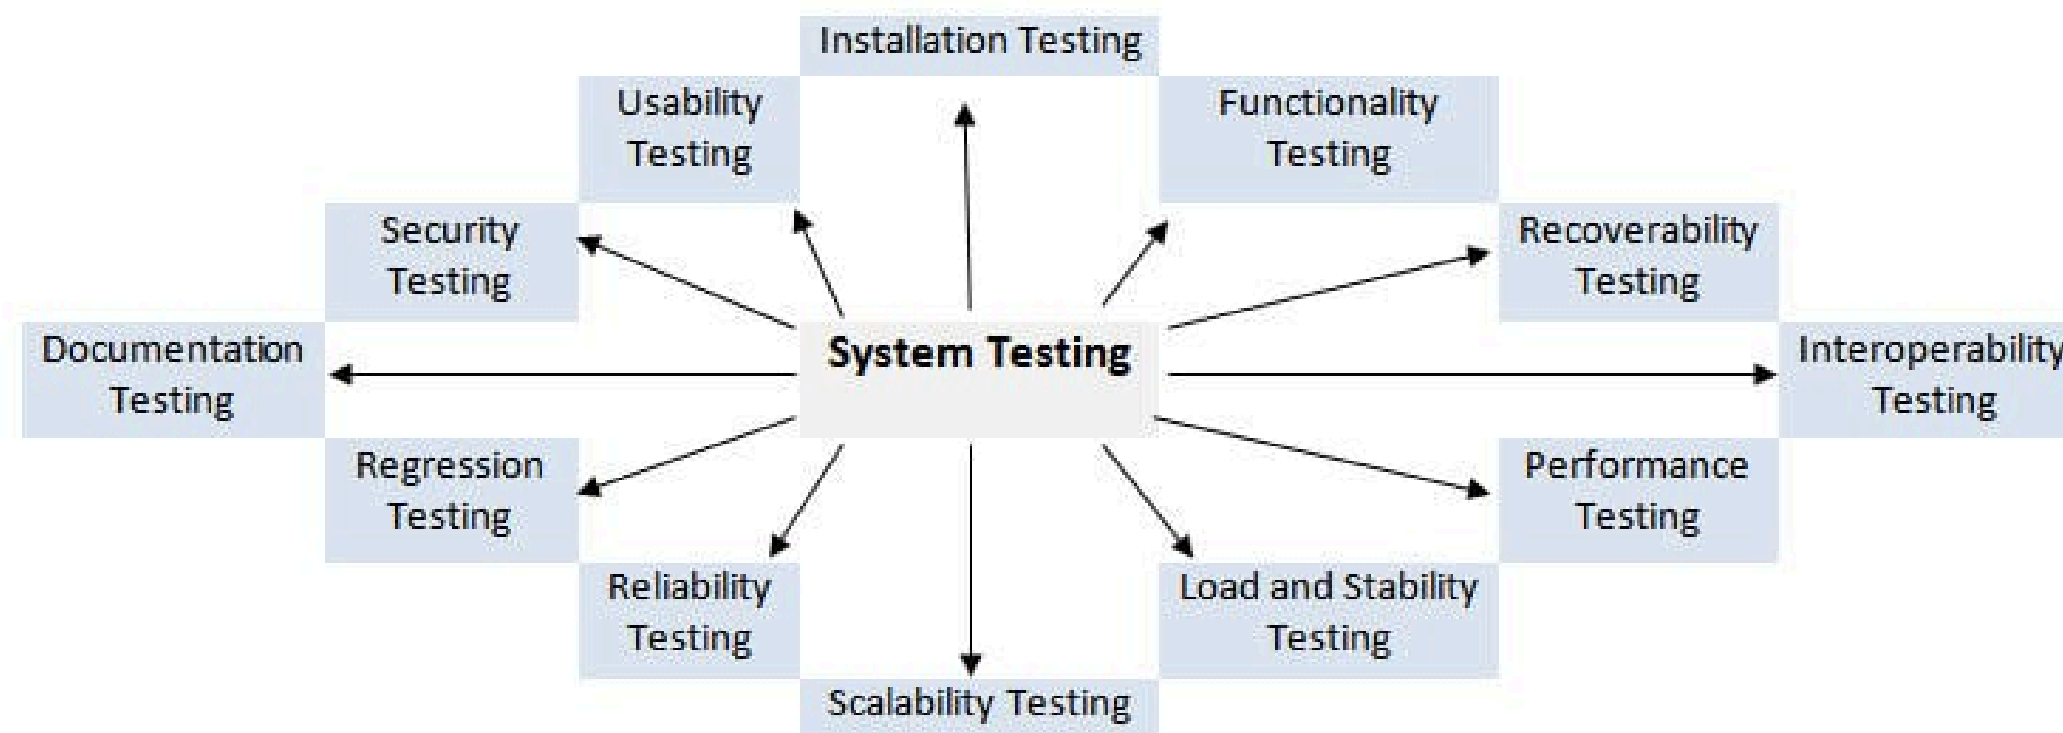 Installation Testing
Usability
Testing
Functionality
Testing
Security
Testing
Recoverability
Testing
Documentation
Testing
System Testing
Interoperability
Testing
Regression
Testing
Performance
Testing
Reliability
Testing
Load and Stability
Testing
Scalability Testing